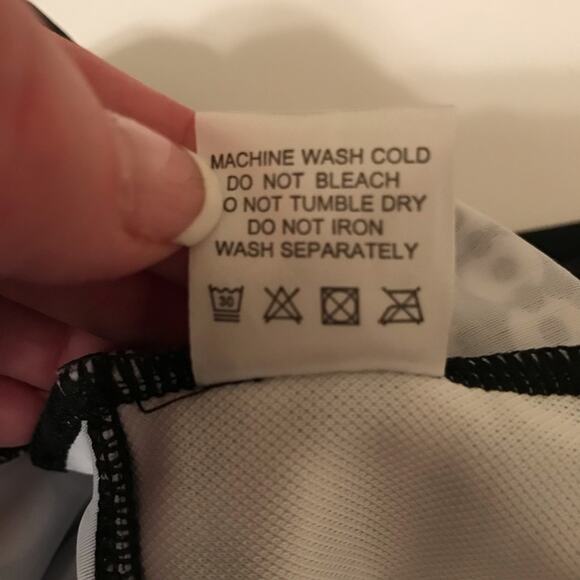 MACHINE WASH COLD
DO NOT BLEACH
O NOT TUMBLE DRY
DO NOT IRON
WASH SEPARATELY
30